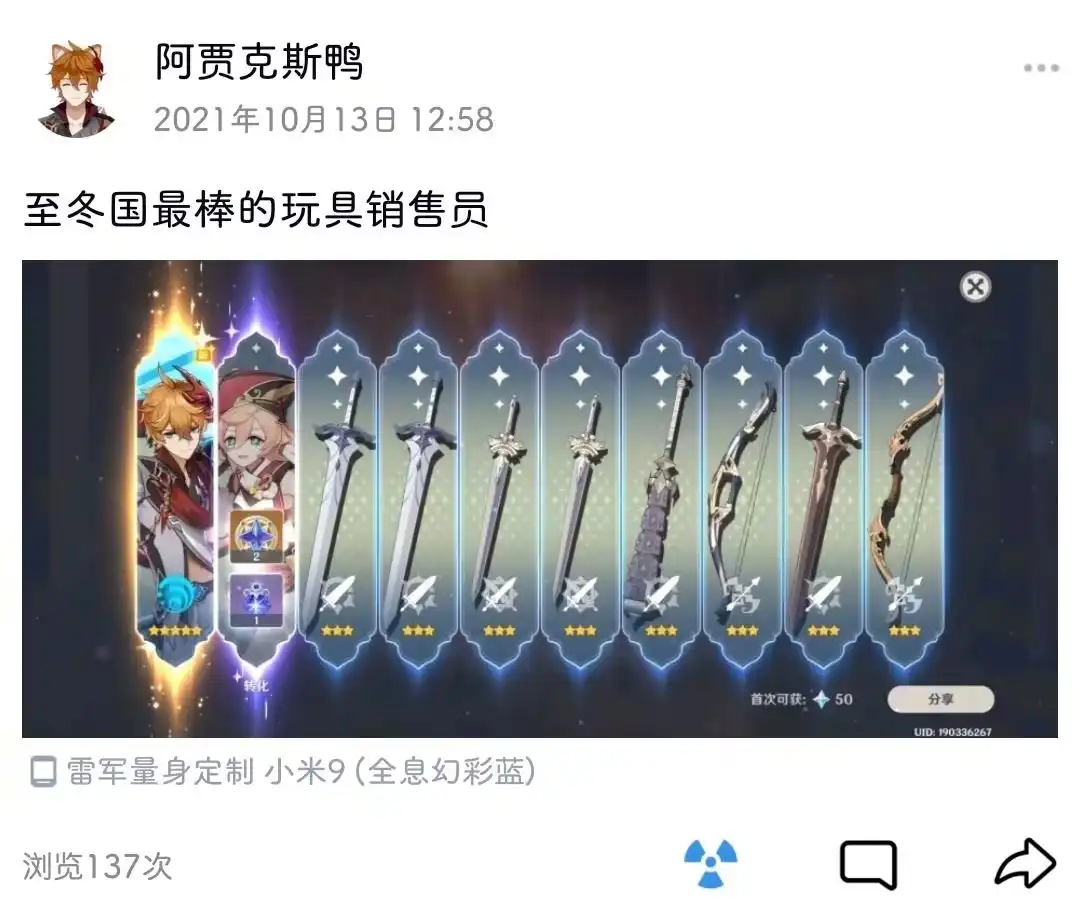 阿贾克斯鸭
2021年10月13日 12:58
至冬国最棒的玩具销售员
新
2
1
转化
首次可获: 50
分享
UID: 190336267
雷军量身定制 小米9 (全息幻彩蓝)
浏览137次